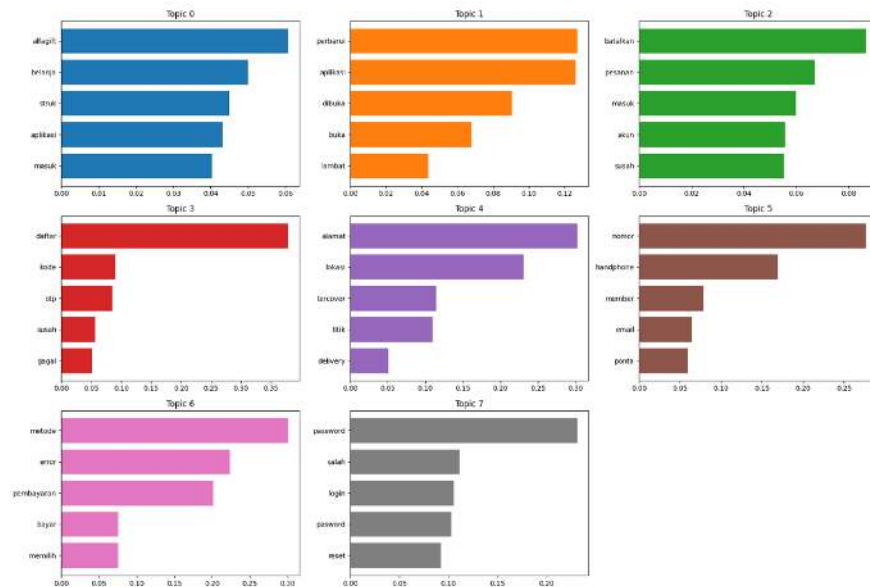 Topic 0
alfagift
belanja
struk
aplikasi
masuk
0.00 0.01 0.02 0.03 0.04 0.05 0.06
Topic 1
perbarui
aplikasi
dibuka
buka
lambat
0.00 0.02 0.04 0.06 0.08 0.10 0.12
Topic 2
batalkan
pesanan
masuk
akun
susah
0.00 0.02 0.04 0.06 0.08
Topic 3
daftar
kode
otp
susah
gagal
0.00 0.05 0.10 0.15 0.20 0.25 0.30 0.35
Topic 4
alamat
lokasi
tercover
titik
delivery
0.00 0.05 0.10 0.15 0.20 0.25 0.30
Topic 5
nomor
handphone
member
email
ponta
0.00 0.05 0.10 0.15 0.20 0.25
Topic 6
metode
error
pembayaran
bayar
memilih
0.00 0.05 0.10 0.15 0.20 0.25 0.30
Topic 7
password
salah
login
pasword
reset
0.00 0.05 0.10 0.15 0.20